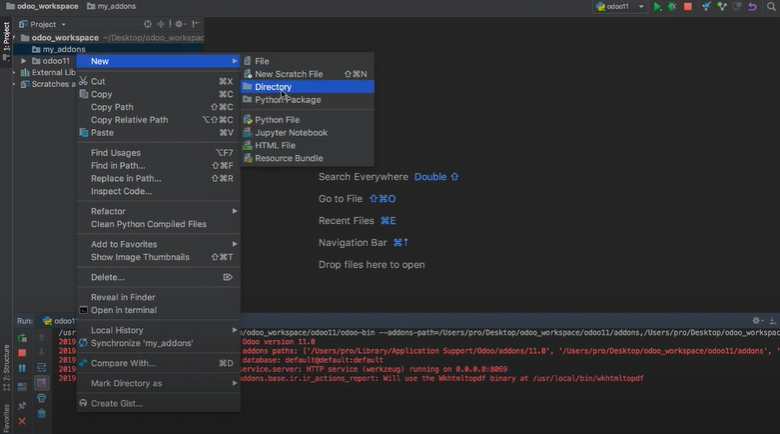 odoo_workspace my_addons odoo11
1: Project
Project
odoo_workspace ~/Desktop/odoo_workspac
my_addons
odoo11
External Lib
Scratches a
New
Cut ⌘X
Copy ⌘C
Copy Path ⇧⌘C
Copy Relative Path ⌥⇧⌘C
Paste ⌘V
Find Usages ⌥F7
Find in Path... ⇧⌘F
Replace in Path... ⇧⌘R
Inspect Code...
Refactor
Clean Python Compiled Files
Add to Favorites
Show Image Thumbnails ⇧⌘T
Delete... ⌦
Reveal in Finder
Open in terminal
Local History
Synchronize 'my_addons'
Compare With... ⌘D
Mark Directory as
Create Gist...
File
New Scratch File ⇧⌘N
Directory
Python Package
Python File
Jupyter Notebook
HTML File
Resource Bundle
Search Everywhere Double ⇧
Go to File ⇧⌘O
Recent Files ⌘E
Navigation Bar ⌘↑
Drop files here to open
Run: odoo1
/usr n/odoo_workspace/odoo11/odoo-bin --addons-path=/Users/pro/Desktop/odoo_workspace/odoo11/addons,/Users/pro/Desktop/odoo_workspac
2019 Odoo version 11.0
2019 addons paths: ['/Users/pro/Library/Application Support/Odoo/addons/11.0', '/Users/pro/Desktop/odoo_workspace/odoo11/addons', '
2019 database: default@default:default
2019 service.server: HTTP service (werkzeug) running on 0.0.0.0:8069
2019 addons.base.ir.ir_actions_report: Will use the Wkhtmltopdf binary at /usr/local/bin/wkhtmltopdf
7: Structure
Favorites